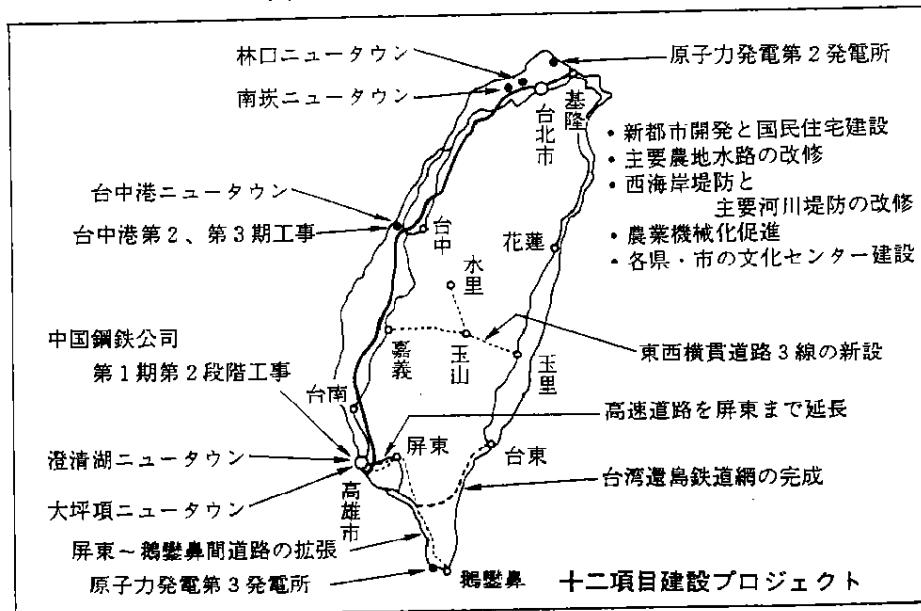 林口ニュータウン
南崁ニュータウン
原子力発電第2発電所
基隆
台北市
・新都市開発と国民住宅建設
・主要農地水路の改修
・西海岸堤防と
主要河川堤防の改修
・農業機械化促進
・各県・市の文化センター建設
台中港ニュータウン
台中港第2、第3期工事
台中
水里
花蓮
中国鋼鉄公司
第1期第2段階工事
嘉義
玉山
玉里
東西横貫道路3線の新設
台南
高速道路を屏東まで延長
屏東
台東
澄清湖ニュータウン
台湾還島鉄道網の完成
大坪項ニュータウン
高雄市
屏東~鵝鑾鼻間道路の拡張
原子力発電第3発電所
鵝鑾鼻
十二項目建設プロジェクト